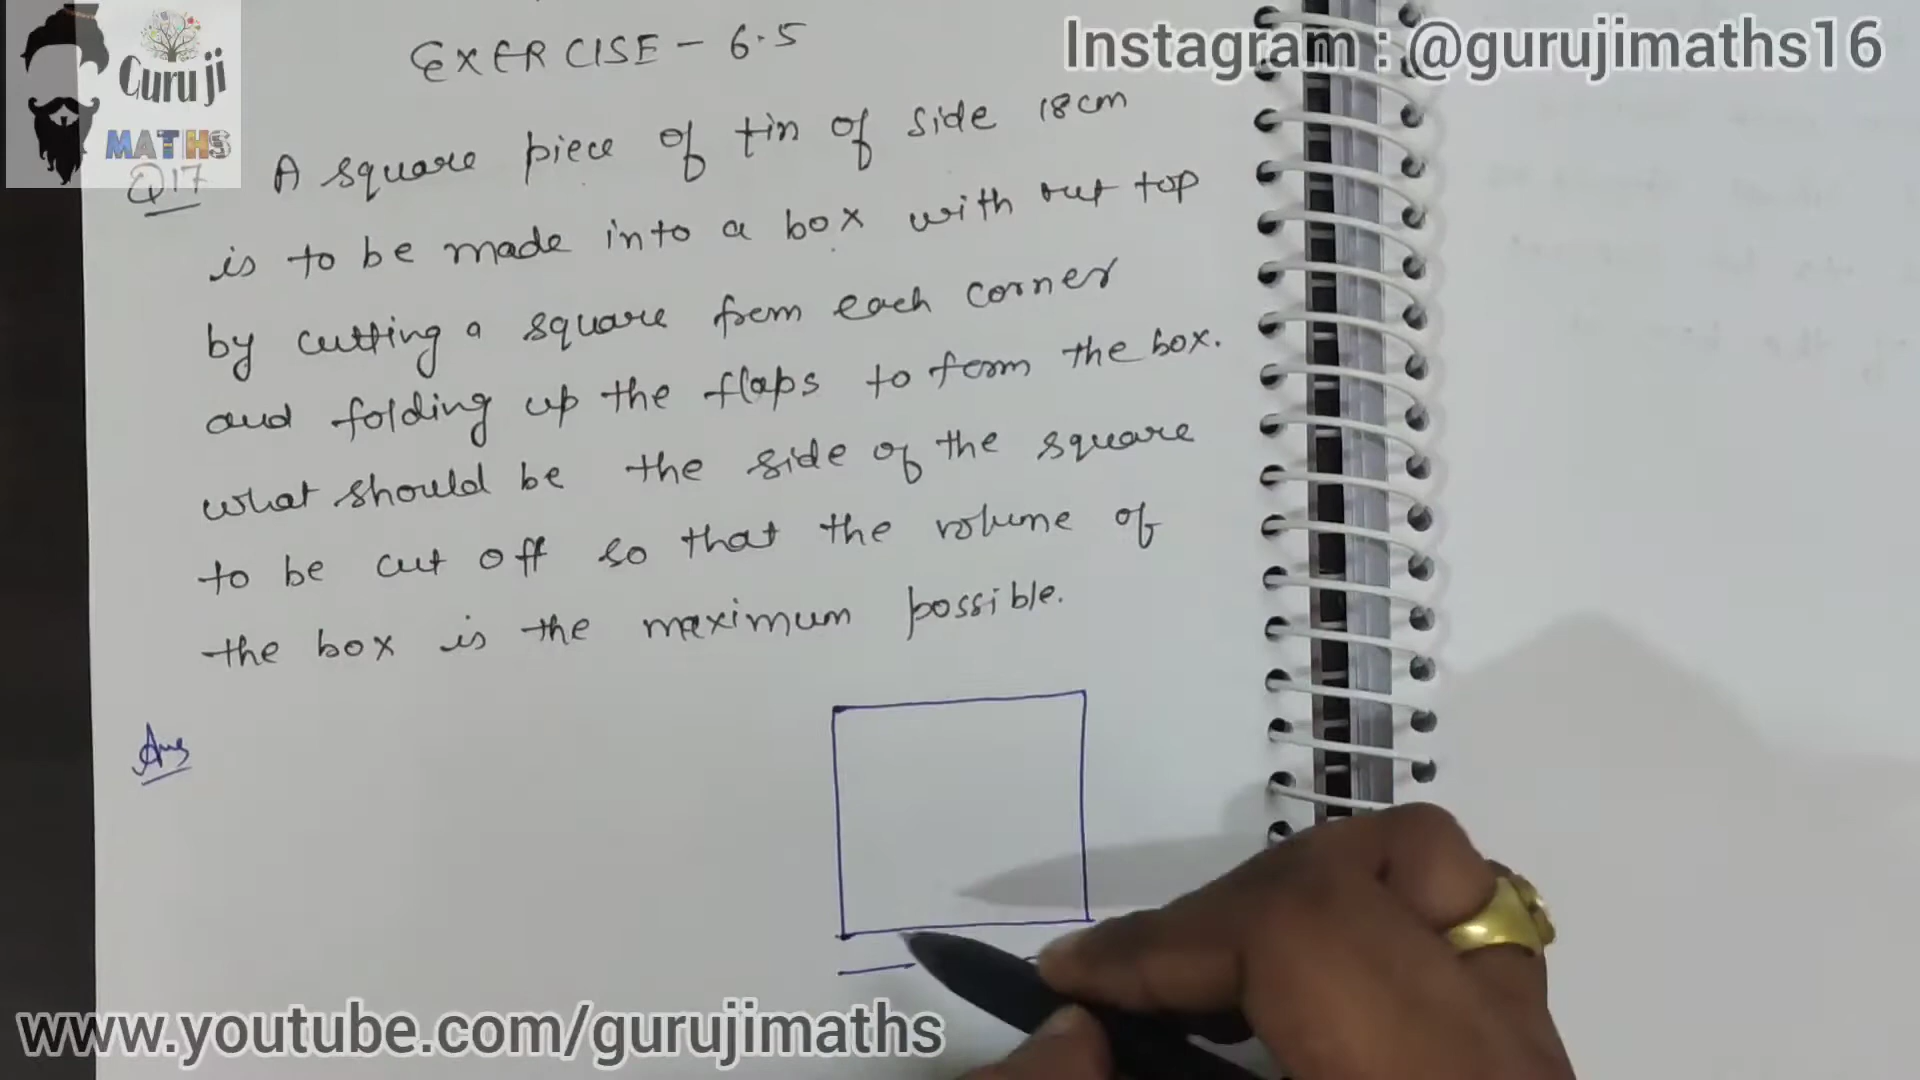 EXERCISE - 6.5
Instagram : @gurujimaths16
Guruji
MATHS
Q17 A square piece of tin of side 18cm
is to be made into a box with out top
by cutting a square from each corner
and folding up the flaps to form the box.
what should be the side of the square
to be cut off so that the volume of
the box is the maximum possible.
Ans
www.youtube.com/gurujimaths